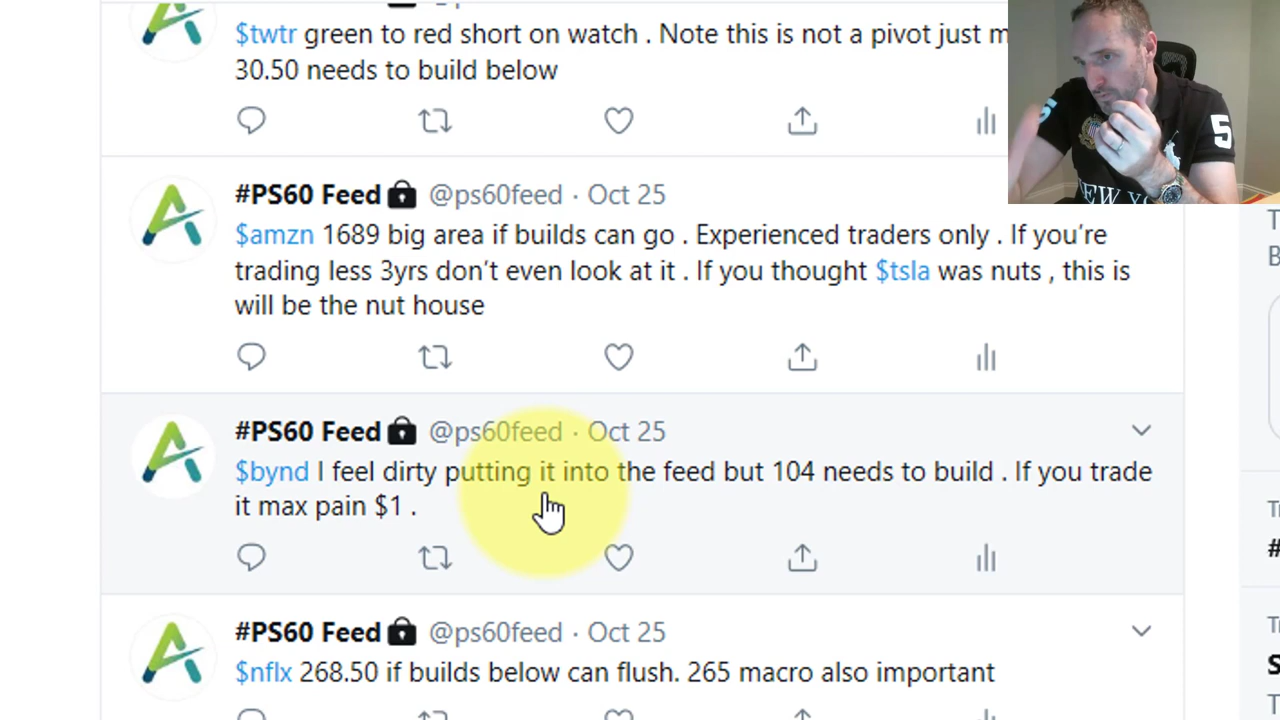 $twtr green to red short on watch . Note this is not a pivot just
30.50 needs to build below
#PS60 Feed @ps60feed · Oct 25
$amzn 1689 big area if builds can go . Experienced traders only . If you're
trading less 3yrs don't even look at it . If you thought $tsla was nuts , this is
will be the nut house
#PS60 Feed @ps60feed · Oct 25
$bynd I feel dirty putting it into the feed but 104 needs to build . If you trade
it max pain $1 .
#PS60 Feed @ps60feed · Oct 25
$nflx 268.50 if builds below can flush. 265 macro also important
5
NEW YO